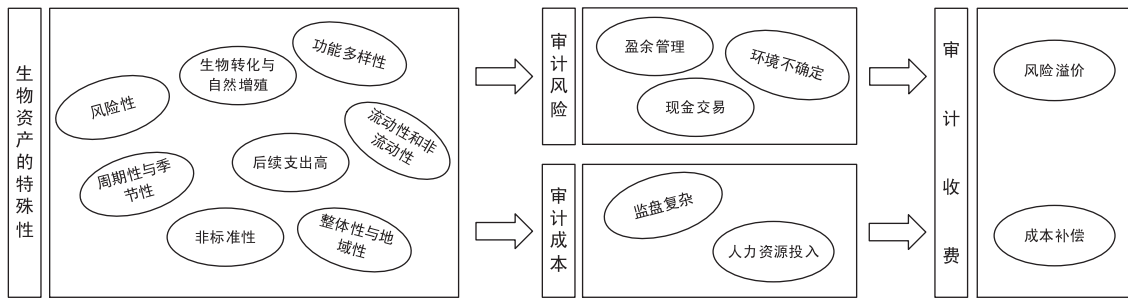 生物资产的特殊性
功能多样性
生物转化与
自然增殖
风险性
流动性和非
流动性
后续支出高
周期性与季
节性
非标准性
整体性与地
域性
审计风险
盈余管理
环境不确定
现金交易
审计成本
监盘复杂
人力资源投入
审计收费
风险溢价
成本补偿